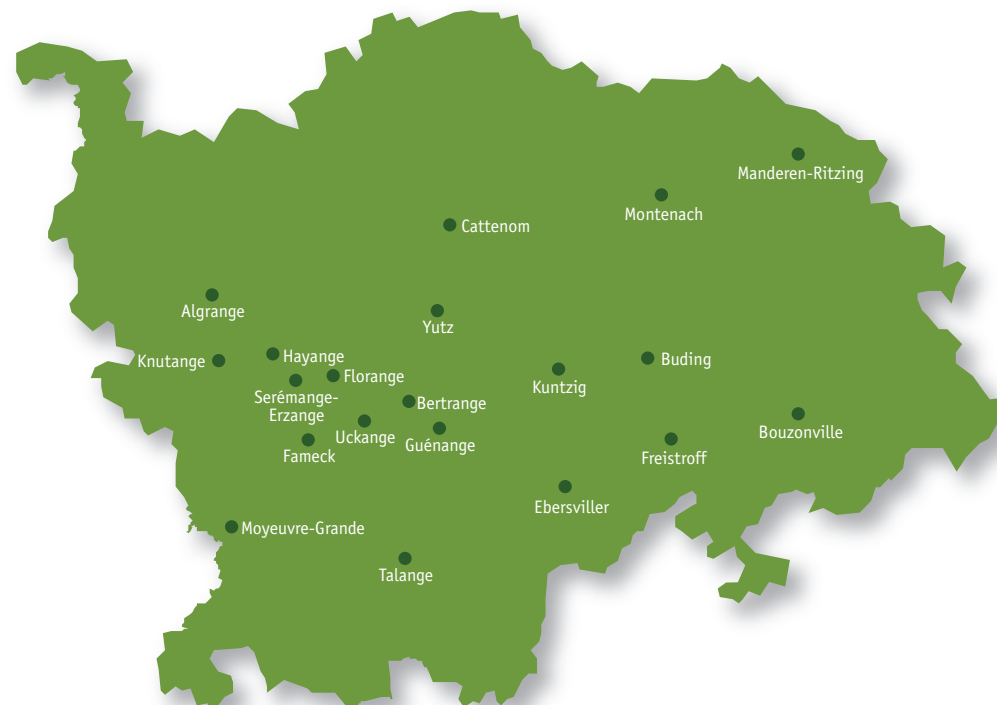 Manderen-Ritzing
Montenach
Cattenom
Algrange
Yutz
Hayange
Knutange
Buding
Florange
Kuntzig
Serémange-
Erzange
Bertrange
Bouzonville
Uckange
Guénange
Fameck
Freistroff
Ebersviller
Moyeuvre-Grande
Talange